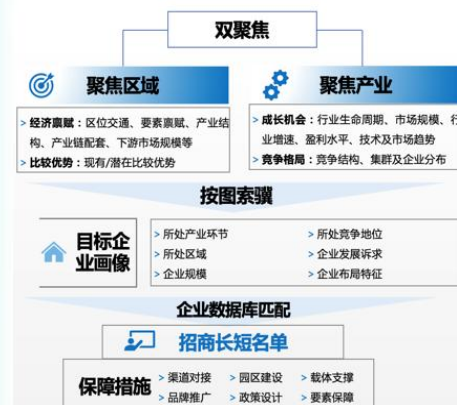 双聚焦
聚焦区域
> 经济禀赋：区位交通、要素禀赋、产业结
构、产业链配套、下游市场规模等
> 比较优势：现有/潜在比较优势
聚焦产业
> 成长机会：行业生命周期、市场规模、行
业增速、盈利水平、技术及市场趋势
> 竞争格局：竞争结构、集群及企业分布
按图索骥
目标企
业画像
> 所处产业环节
> 所处区域
> 企业规模
> 所处竞争地位
> 企业发展诉求
> 企业布局特征
企业数据库匹配
招商长短名单
保障措施
> 渠道对接 > 园区建设 > 载体支撑
> 品牌推广 > 政策设计 > 要素保障